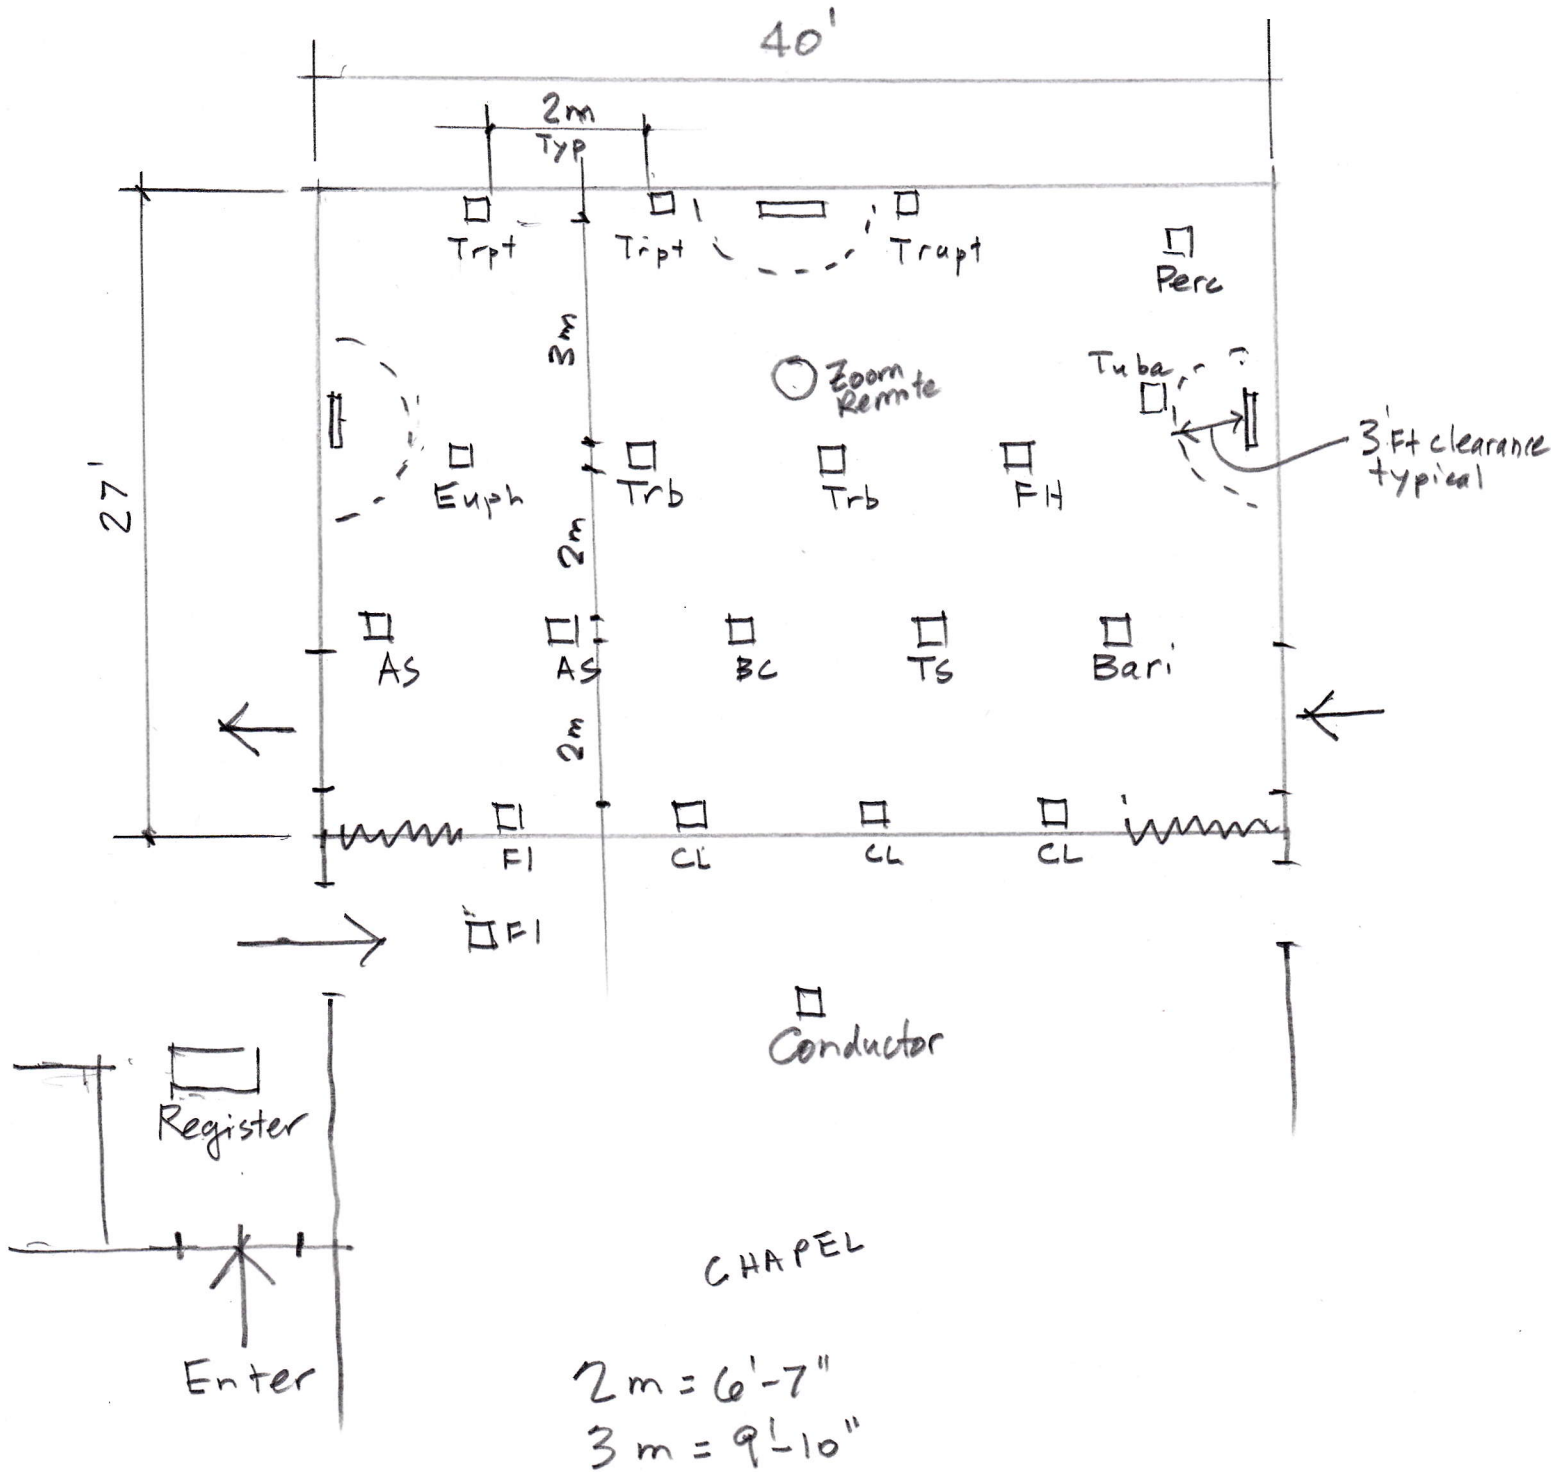 40'
2m
Typ
Trpt
Tript
Trupt
Perc
3m
Zoom
Remote
Tuba
3'Ft clearance
typical
27'
Euph
Trb
Trb
FH
2m
AS
AS
BC
TS
Bari
2m
Fl
CL
CL
CL
Fl
Conductor
Register
CHAPEL
Enter
2m = 6'-7"
3 m = 9'-10"